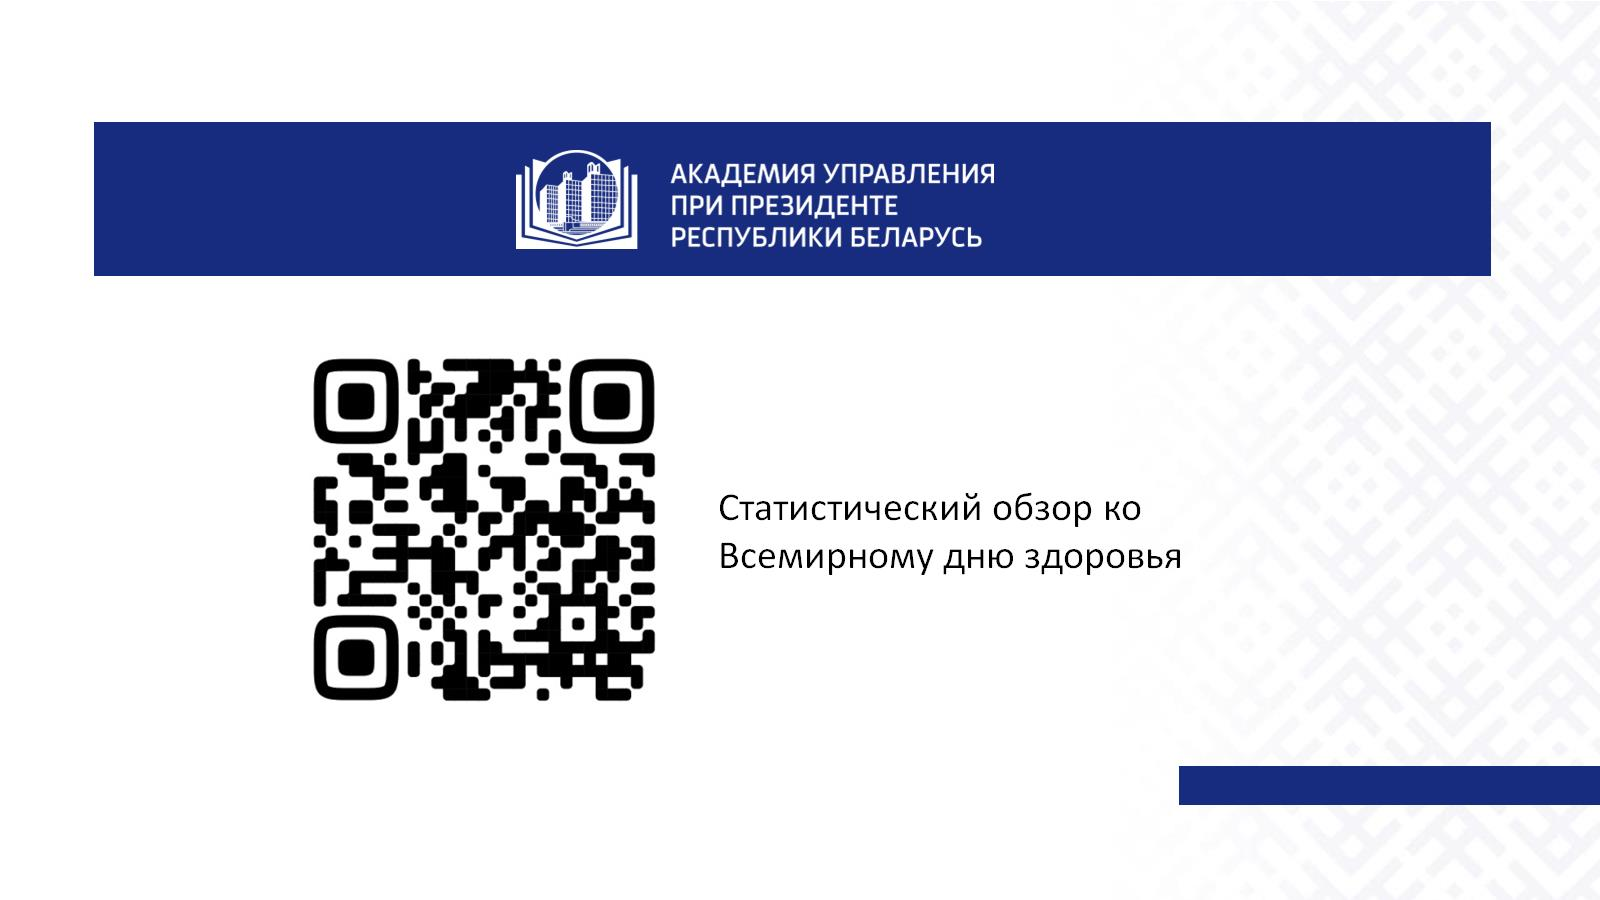 АКАДЕМИЯ УПРАВЛЕНИЯ
ПРИ ПРЕЗИДЕНТЕ
РЕСПУБЛИКИ БЕЛАРУСЬ
Статистический обзор ко
Всемирному дню здоровья